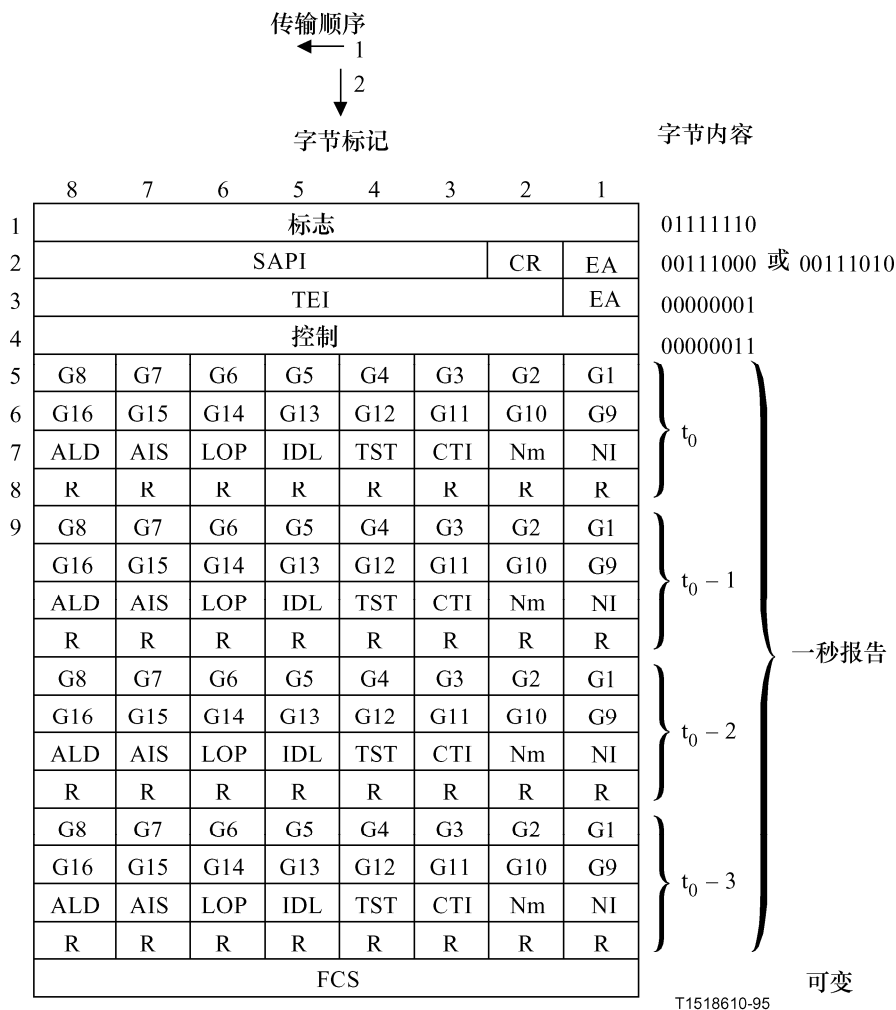 传输顺序
1
2
字节标记 字节内容
8 7 6 5 4 3 2 1
1 标志 01111110
2 SAPI CR EA 00111000 或 00111010
3 TEI EA 00000001
4 控制 00000011
5 G8 G7 G6 G5 G4 G3 G2 G1
6 G16 G15 G14 G13 G12 G11 G10 G9
t0
7 ALD AIS LOP IDL TST CTI Nm NI
8 R R R R R R R R
9 G8 G7 G6 G5 G4 G3 G2 G1
G16 G15 G14 G13 G12 G11 G10 G9
t0 – 1
ALD AIS LOP IDL TST CTI Nm NI
R R R R R R R R
一秒报告
G8 G7 G6 G5 G4 G3 G2 G1
G16 G15 G14 G13 G12 G11 G10 G9
t0 – 2
ALD AIS LOP IDL TST CTI Nm NI
R R R R R R R R
G8 G7 G6 G5 G4 G3 G2 G1
G16 G15 G14 G13 G12 G11 G10 G9
t0 – 3
ALD AIS LOP IDL TST CTI Nm NI
R R R R R R R R
FCS 可变
T1518610-95